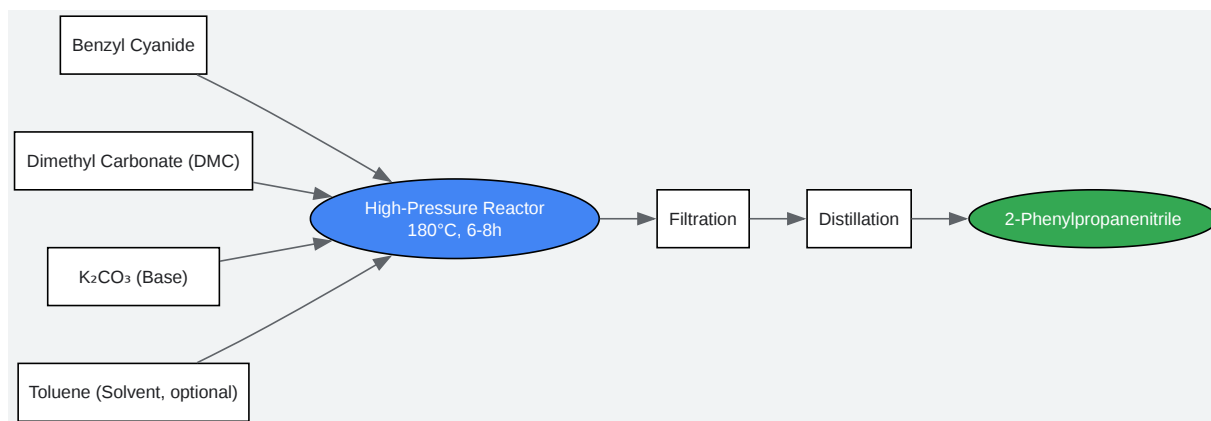 Benzyl Cyanide
Dimethyl Carbonate (DMC)
K₂CO₃ (Base)
Toluene (Solvent, optional)
High-Pressure Reactor
180°C, 6-8h
Filtration
Distillation
2-Phenylpropanenitrile